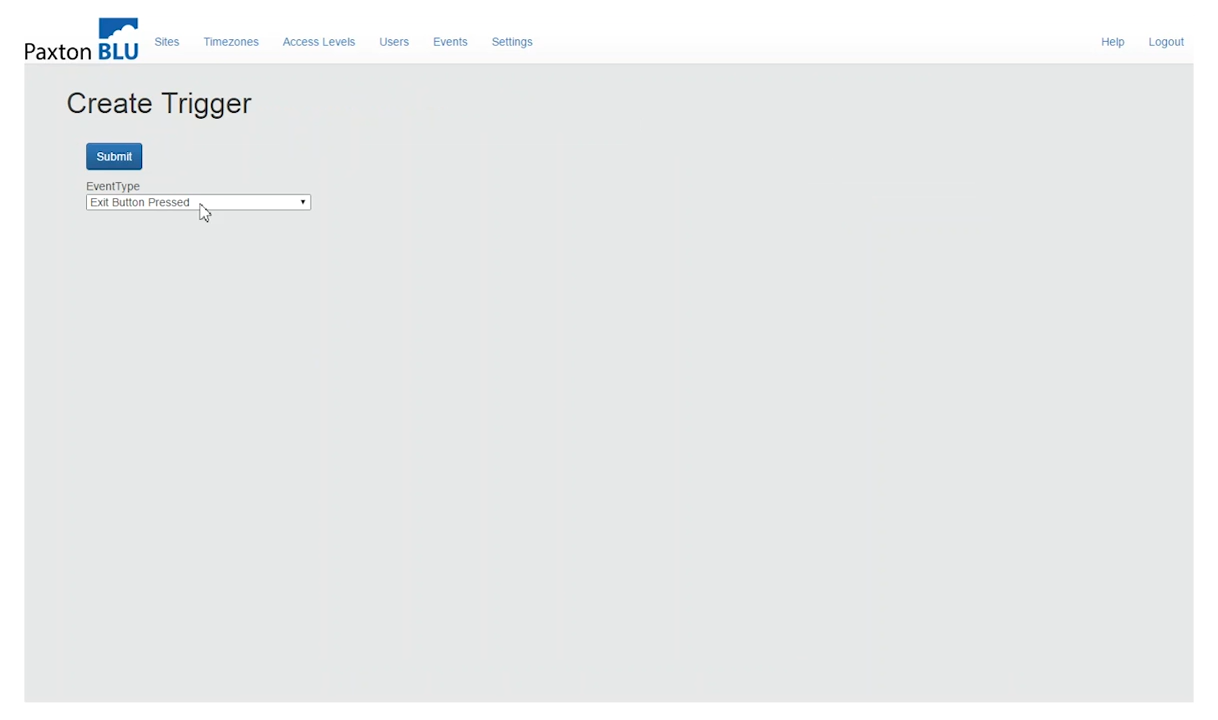 Paxton BLU
Sites Timezones Access Levels Users Events Settings Help Logout
Create Trigger
Submit
EventType
Exit Button Pressed